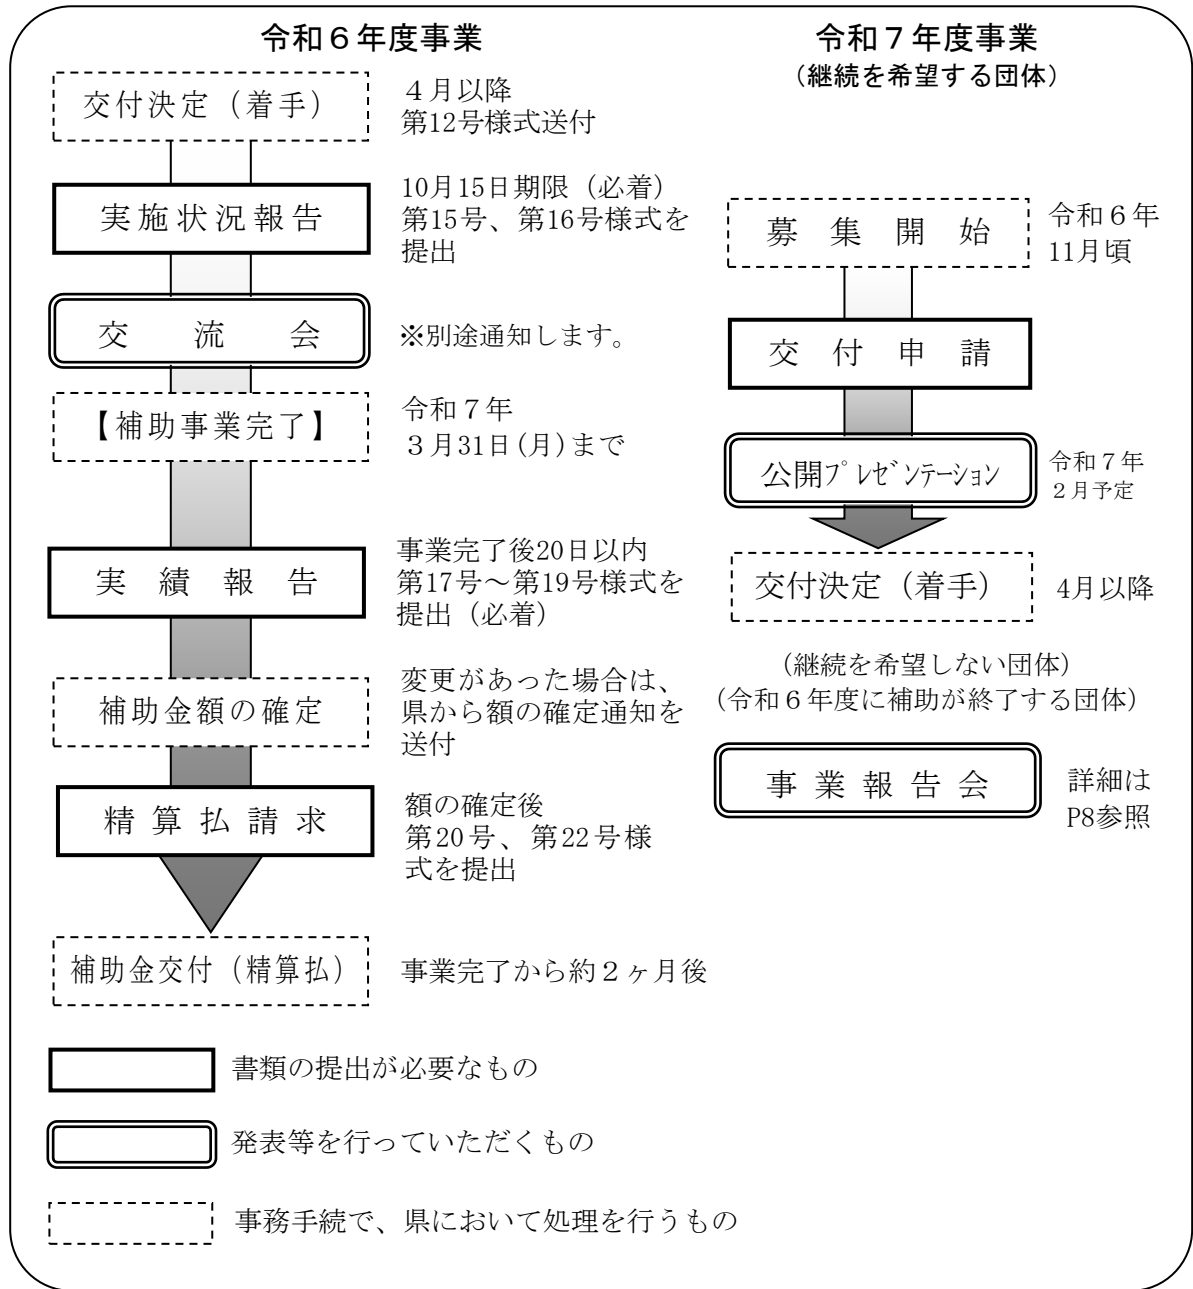 令和６年度事業
交付決定（着手）
４月以降
第12号様式送付
実施状況報告
10月15日期限（必着）
第15号、第16号様式を
提出
交　流　会
※別途通知します。
【補助事業完了】
令和７年
３月31日(月)まで
実績報告
事業完了後20日以内
第17号～第19号様式を
提出（必着）
補助金額の確定
変更があった場合は、
県から額の確定通知を
送付
精算払請求
額の確定後
第20号、第22号様
式を提出
補助金交付（精算払）
事業完了から約２ヶ月後
令和７年度事業
（継続を希望する団体）
募集開始
令和６年
11月頃
交付申請
公開ﾌﾟﾚｾﾞﾝﾃｰｼｮﾝ
令和７年
２月予定
交付決定（着手）
4月以降
（継続を希望しない団体）
（令和６年度に補助が終了する団体）
事業報告会
詳細は
P8参照
書類の提出が必要なもの
発表等を行っていただくもの
事務手続で、県において処理を行うもの